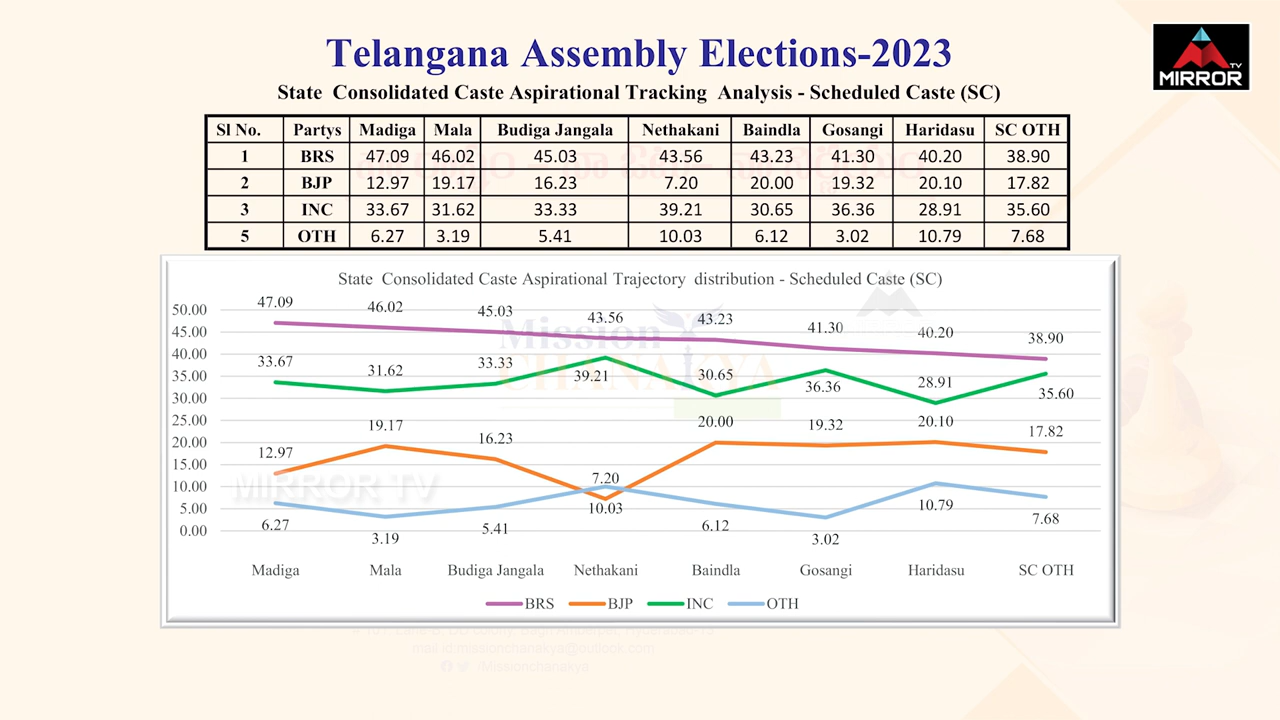 Telangana Assembly Elections-2023
MIRROR TV
State Consolidated Caste Aspirational Tracking Analysis - Scheduled Caste (SC)
Sl No. Partys Madiga Mala Budiga Jangala Nethakani Baindla Gosangi Haridasu SC OTH
1 BRS 47.09 46.02 45.03 43.56 43.23 41.30 40.20 38.90
2 BJP 12.97 19.17 16.23 7.20 20.00 19.32 20.10 17.82
3 INC 33.67 31.62 33.33 39.21 30.65 36.36 28.91 35.60
5 OTH 6.27 3.19 5.41 10.03 6.12 3.02 10.79 7.68
State Consolidated Caste Aspirational Trajectory distribution - Scheduled Caste (SC)
50.00
45.00
40.00
35.00
30.00
25.00
20.00
15.00
10.00
5.00
0.00
47.09 46.02 45.03 43.56 43.23 41.30 40.20 38.90
33.67 31.62 33.33 39.21 30.65 36.36 28.91 35.60
12.97 19.17 16.23 7.20 20.00 19.32 20.10 17.82
6.27 3.19 5.41 10.03 6.12 3.02 10.79 7.68
Mission
CHANAKYA
MIRROR TV
Madiga Mala Budiga Jangala Nethakani Baindla Gosangi Haridasu SC OTH
BRS BJP INC OTH
missionchanakya@outlook.com
/Missionchanakya